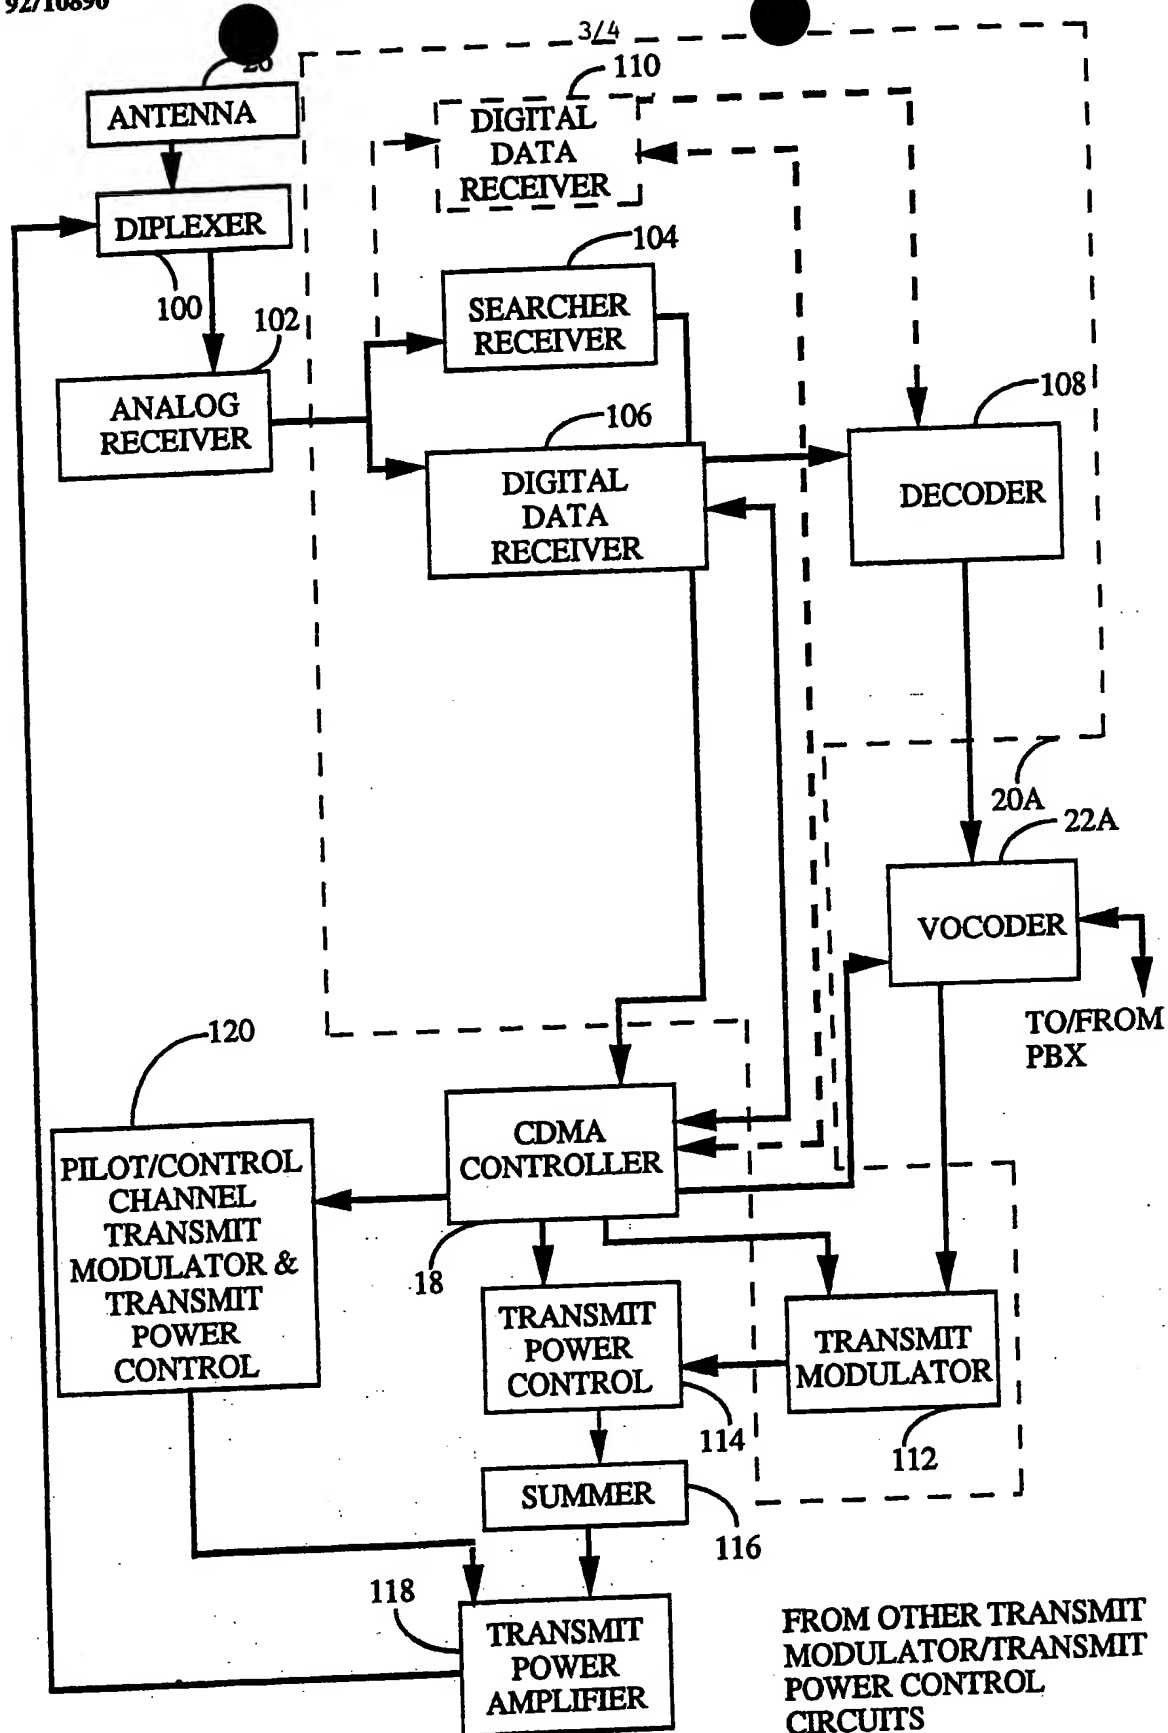 92/10890
3/4
ANTENNA
110
DIGITAL
DATA
RECEIVER
DIPLEXER
100
104
SEARCHER
RECEIVER
102
ANALOG
RECEIVER
106
DIGITAL
DATA
RECEIVER
108
DECODER
20A
22A
VOCODER
TO/FROM
PBX
120
PILOT/CONTROL
CHANNEL
TRANSMIT
MODULATOR &
TRANSMIT
POWER
CONTROL
CDMA
CONTROLLER
18
TRANSMIT
POWER
CONTROL
114
TRANSMIT
MODULATOR
112
SUMMER
116
118
TRANSMIT
POWER
AMPLIFIER
FROM OTHER TRANSMIT
MODULATOR/TRANSMIT
POWER CONTROL
CIRCUITS